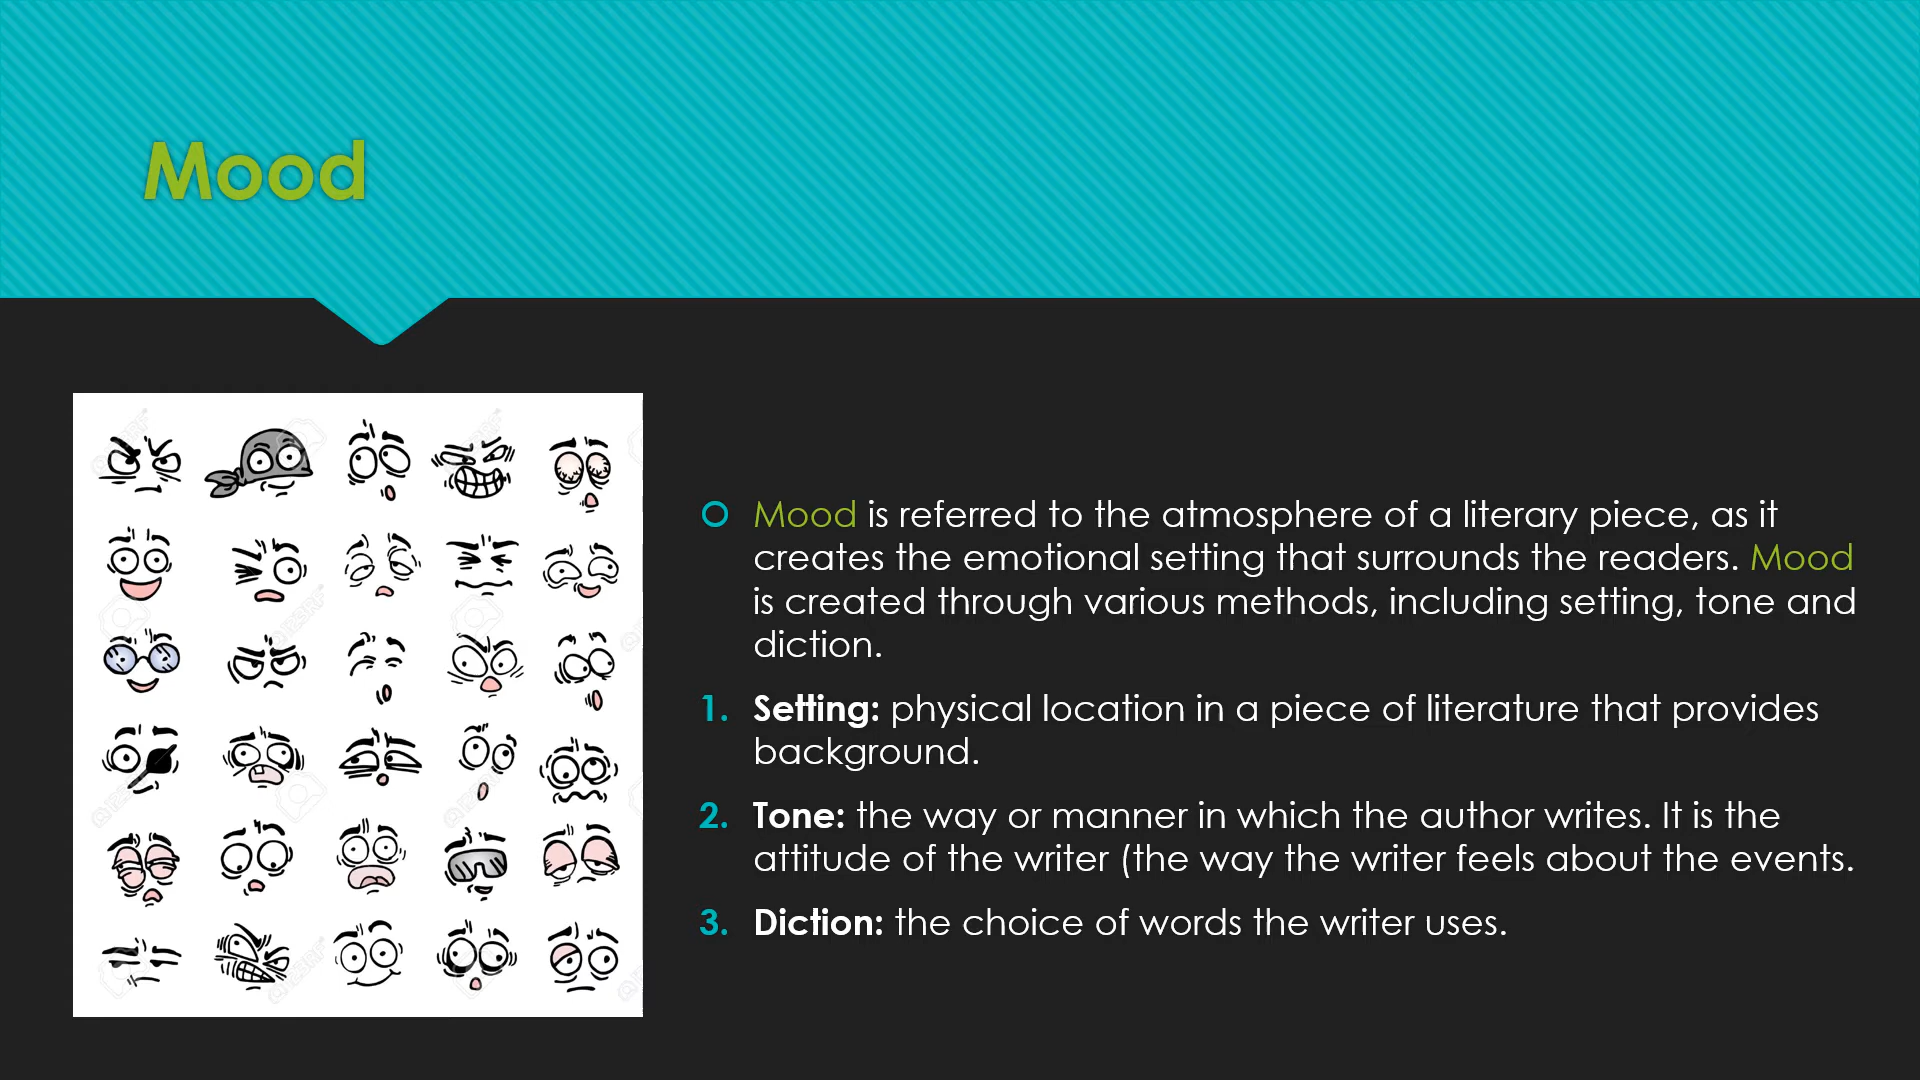 Mood
Mood is referred to the atmosphere of a literary piece, as it
creates the emotional setting that surrounds the readers. Mood
is created through various methods, including setting, tone and
diction.
1. Setting: physical location in a piece of literature that provides
background.
2. Tone: the way or manner in which the author writes. It is the
attitude of the writer (the way the writer feels about the events.
3. Diction: the choice of words the writer uses.